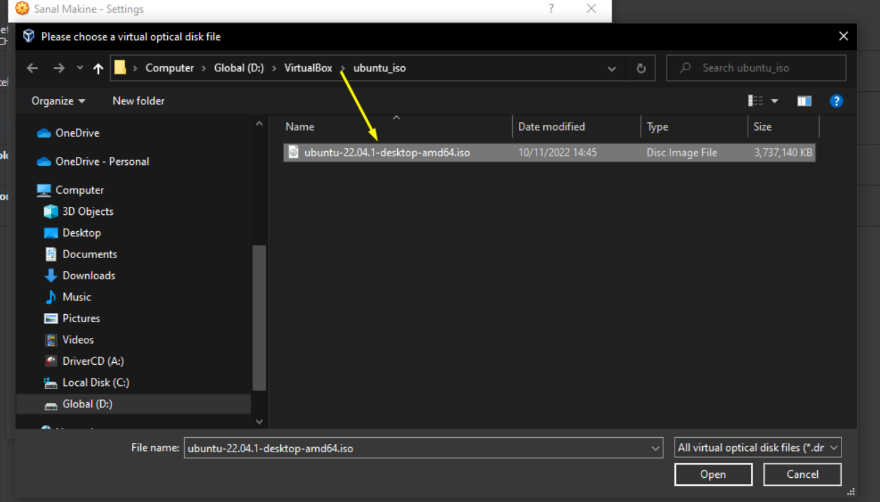 Sanal Makine - Settings
Please choose a virtual optical disk file
Computer > Global (D:) > VirtualBox > ubuntu_iso
Search ubuntu_iso
Organize
New folder
OneDrive
OneDrive - Personal
Computer
3D Objects
Desktop
Documents
Downloads
Music
Pictures
Videos
DriverCD (A:)
Local Disk (C:)
Global (D:)
Name Date modified Type Size
ubuntu-22.04.1-desktop-amd64.iso 10/11/2022 14:45 Disc Image File 3,737,140 KB
File name: ubuntu-22.04.1-desktop-amd64.iso All virtual optical disk files (*.dr
Open Cancel